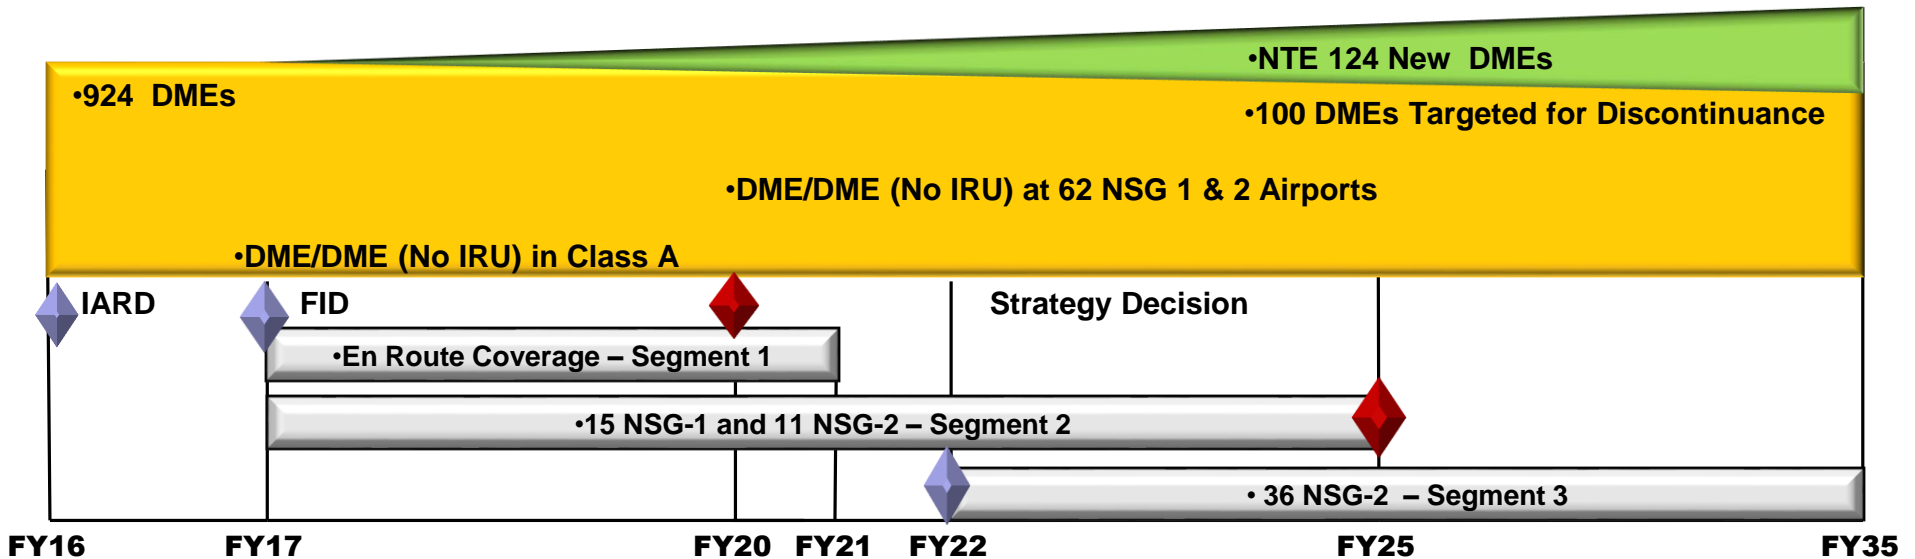 •NTE 124 New DMEs
•924 DMEs
•100 DMEs Targeted for Discontinuance
•DME/DME (No IRU) at 62 NSG 1 & 2 Airports
•DME/DME (No IRU) in Class A
IARD
FID
Strategy Decision
•En Route Coverage – Segment 1
•15 NSG-1 and 11 NSG-2 – Segment 2
• 36 NSG-2 – Segment 3
FY16 FY17 FY20 FY21 FY22 FY25 FY35